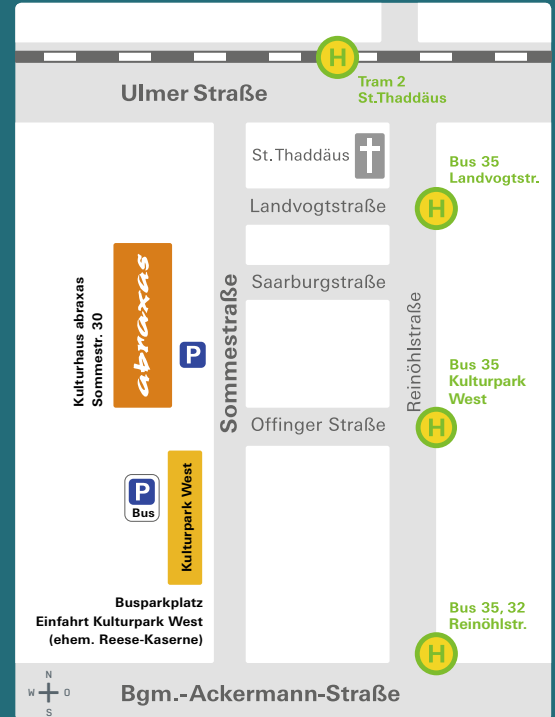 H
Tram 2
St.Thaddäus
Ulmer Straße
St.Thaddäus
Bus 35
Landvogtstr.
H
Landvogtstraße
Saarburgstraße
Kulturhaus abraxas
Sommestr. 30
abraxas
P
Sommestraße
Reinöhlstraße
Bus 35
Kulturpark
West
H
Offinger Straße
P
Bus
Kulturpark West
Busparkplatz
Einfahrt Kulturpark West
(ehem. Reese-Kaserne)
Bus 35, 32
Reinöhlstr.
H
N
W O
S
Bgm.-Ackermann-Straße